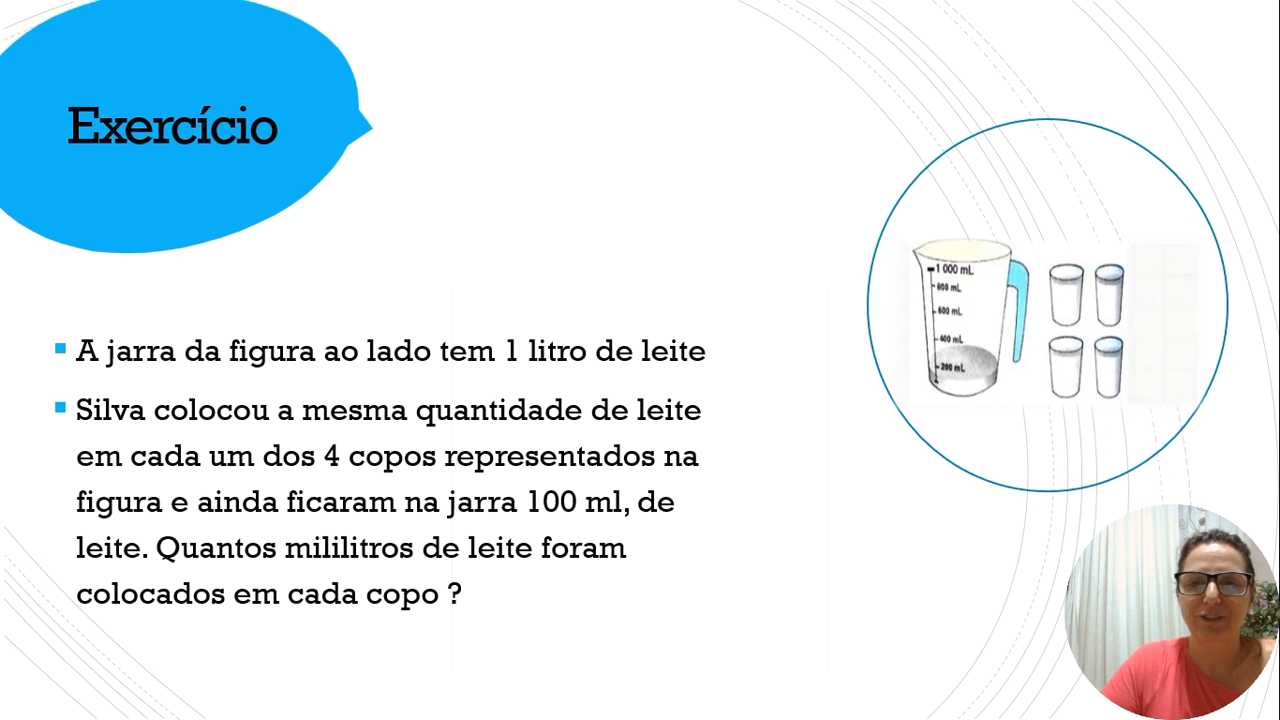 Exercício
A jarra da figura ao lado tem 1 litro de leite
Silva colocou a mesma quantidade de leite
em cada um dos 4 copos representados na
figura e ainda ficaram na jarra 100 ml, de
leite. Quantos mililitros de leite foram
colocados em cada copo ?
1 000 mL
800 mL
600 mL
400 mL
200 mL